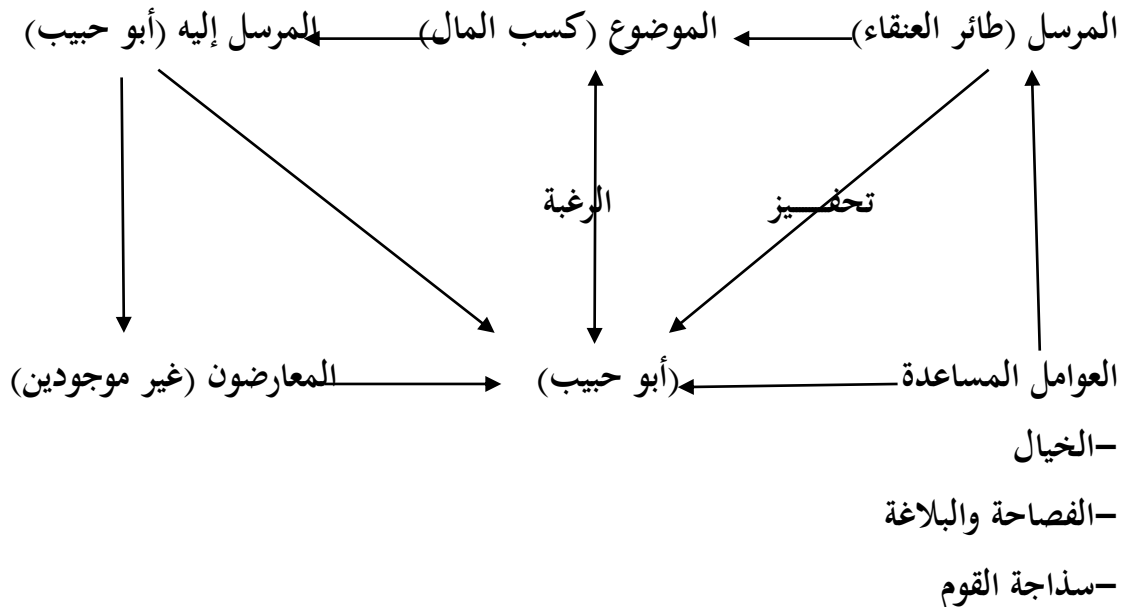 المرسل (طائر العنقاء) الموضوع (كسب المال) المرسل إليه (أبو حبيب)
تحفـــيز الرغبة
العوامل المساعدة (أبو حبيب) المعارضون (غير موجودين)
-الخيال
-الفصاحة والبلاغة
-سذاجة القوم